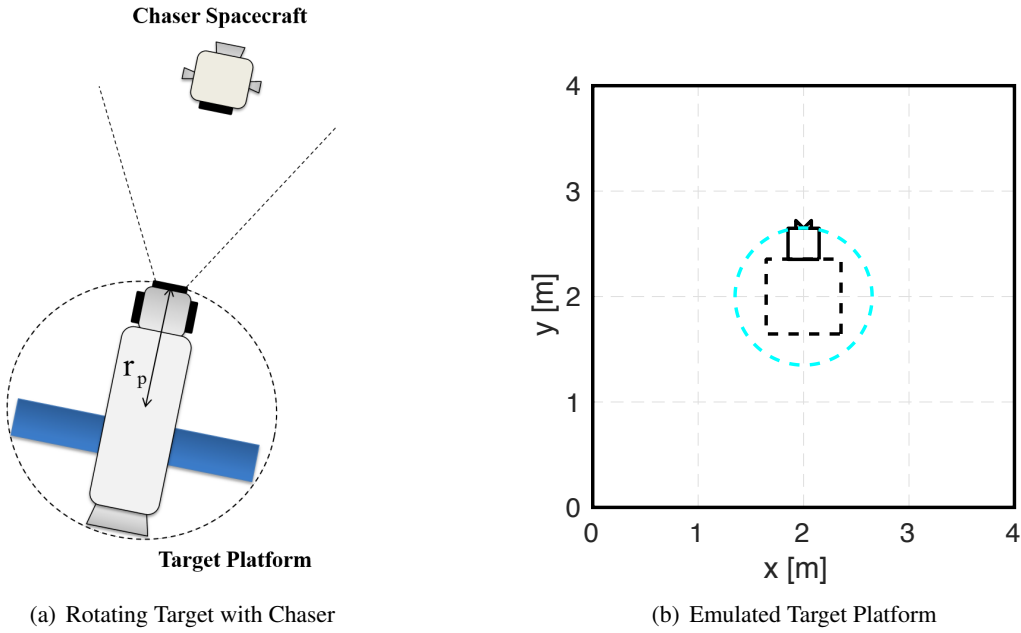 Chaser Spacecraft
r_p
Target Platform
(a) Rotating Target with Chaser
4
3
2
1
0
y [m]
0 1 2 3 4
x [m]
(b) Emulated Target Platform